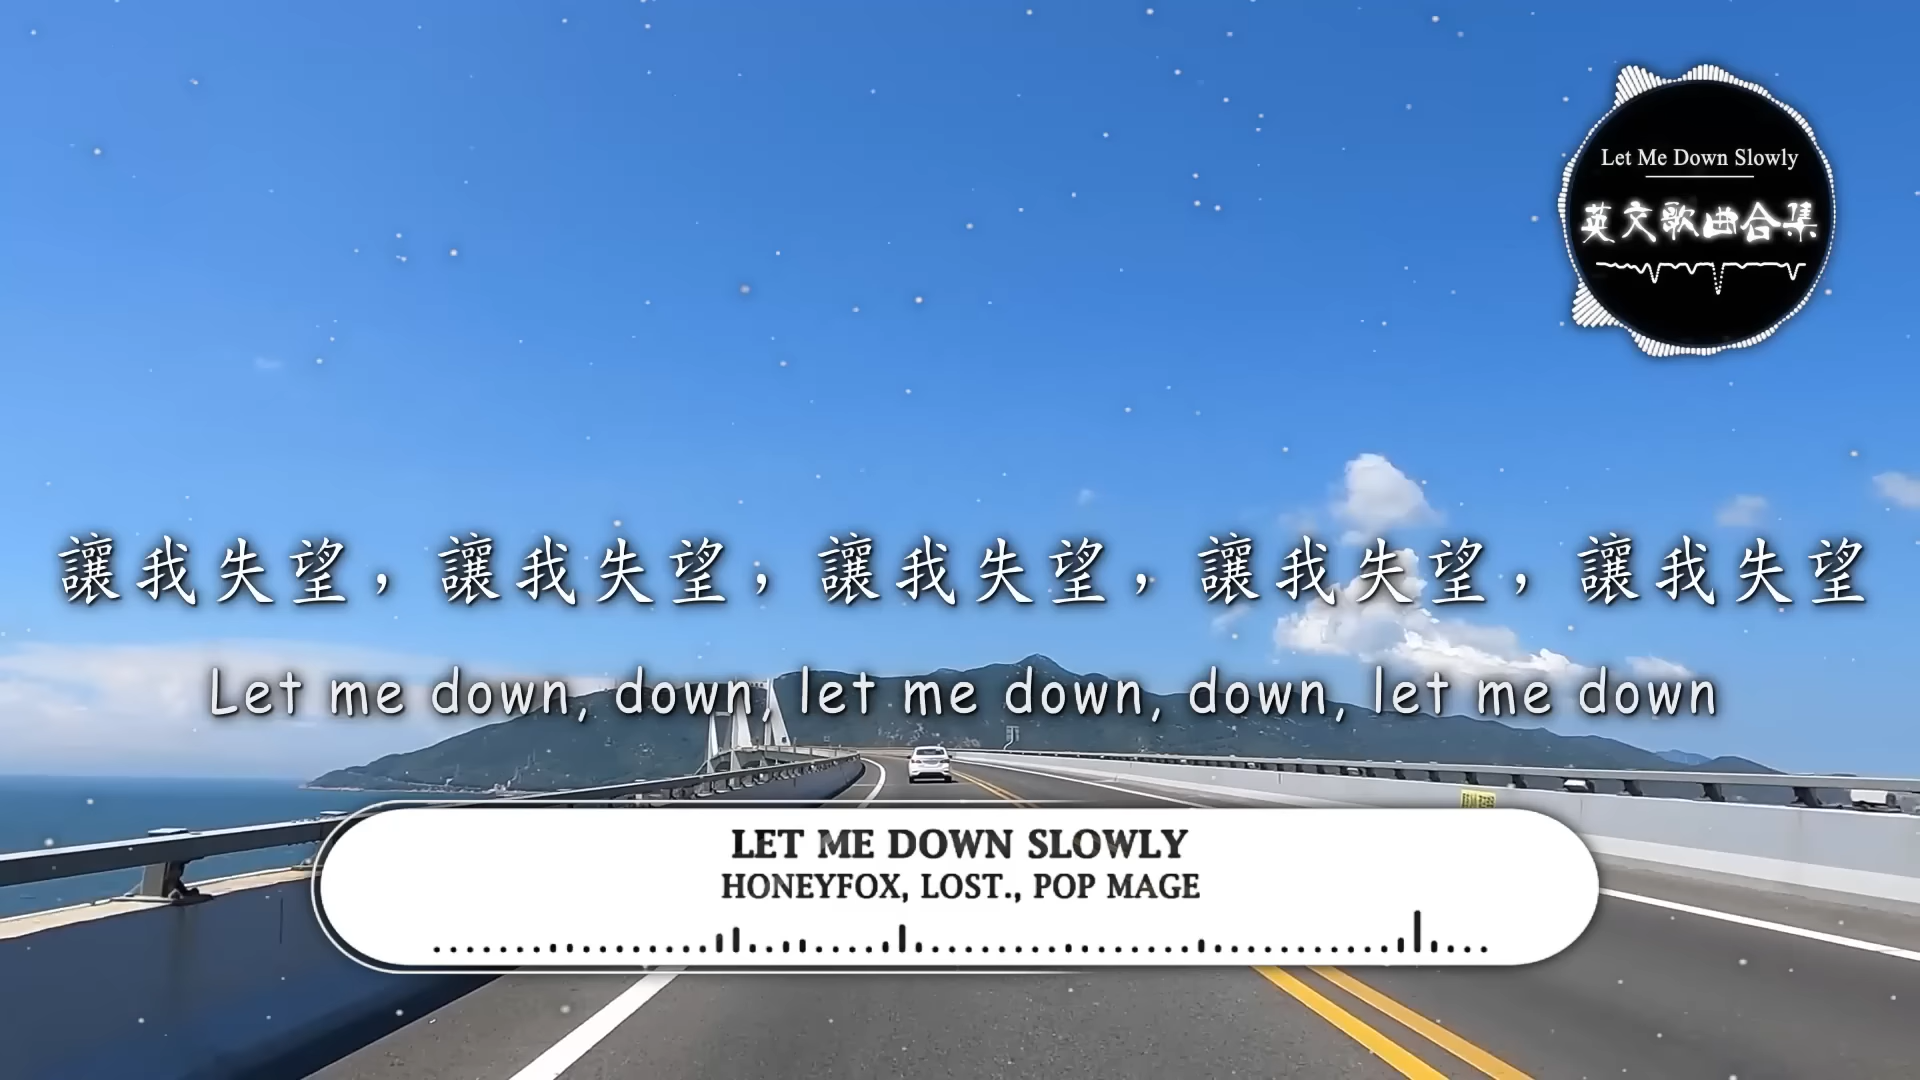 Let Me Down Slowly
英文歌曲合集
讓我失望，讓我失望，讓我失望，讓我失望，讓我失望
Let me down, down, let me down, down, let me down
LET ME DOWN SLOWLY
HONEYFOX, LOST., POP MAGE